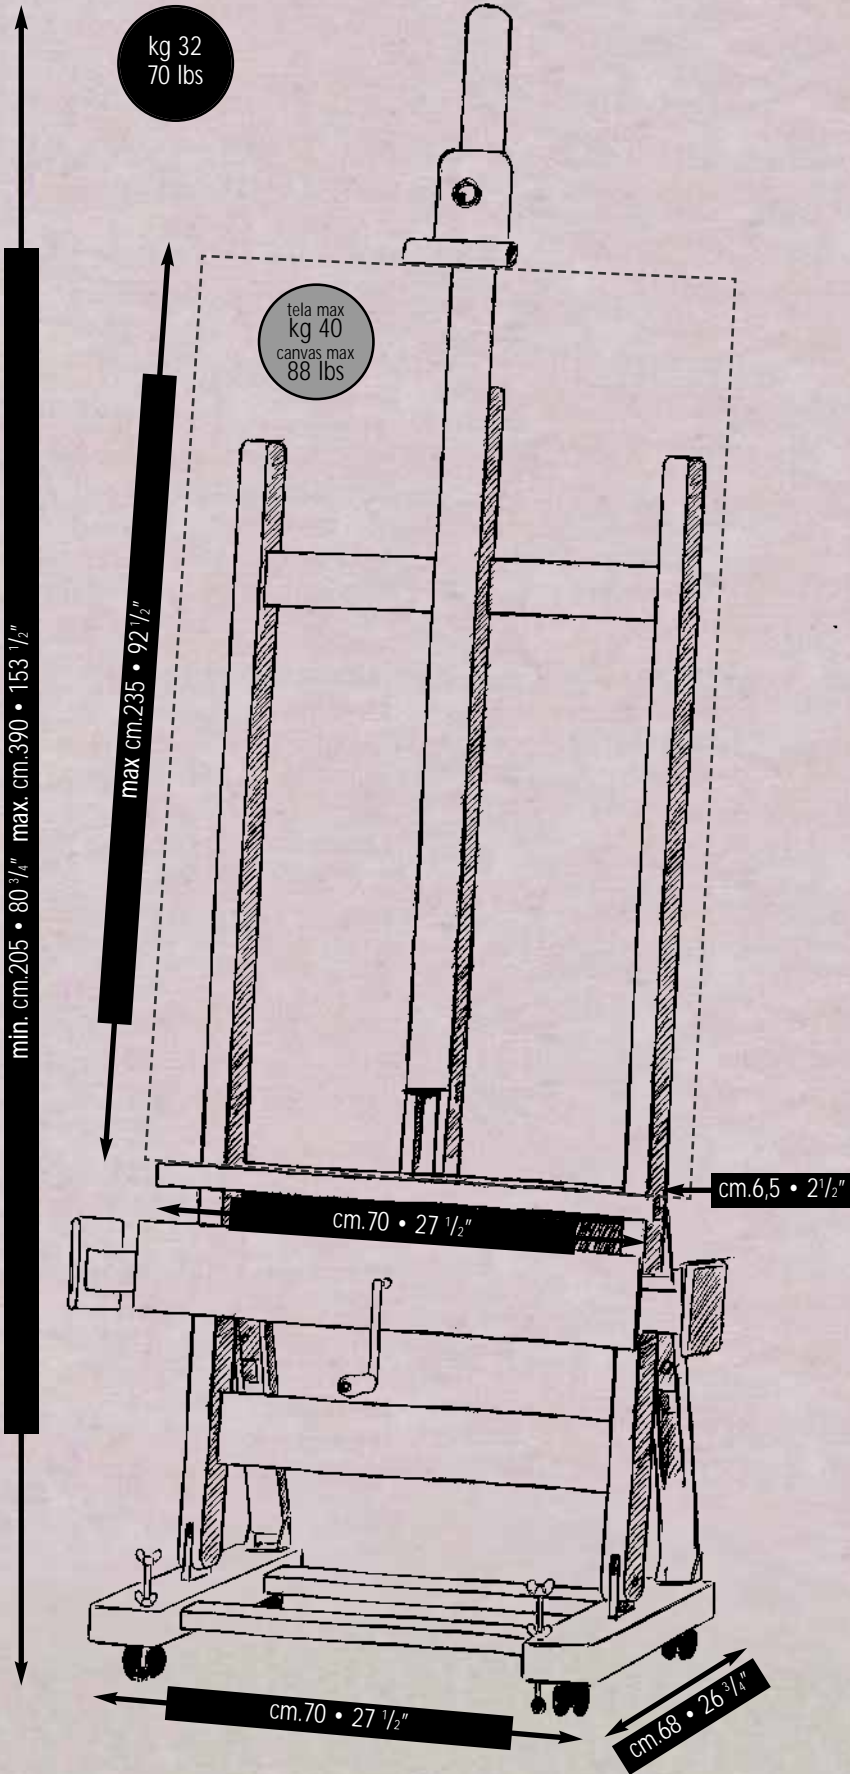 kg 32
70 lbs
tela max
kg 40
canvas max
88 lbs
max cm.235 • 92 1/2”
min. cm.205 • 80 3/4” max. cm.390 • 153 1/2”
cm.6,5 • 21/2”
cm.70 • 27 1/2”
cm.70 • 27 1/2”
cm.68 • 26 3/4”